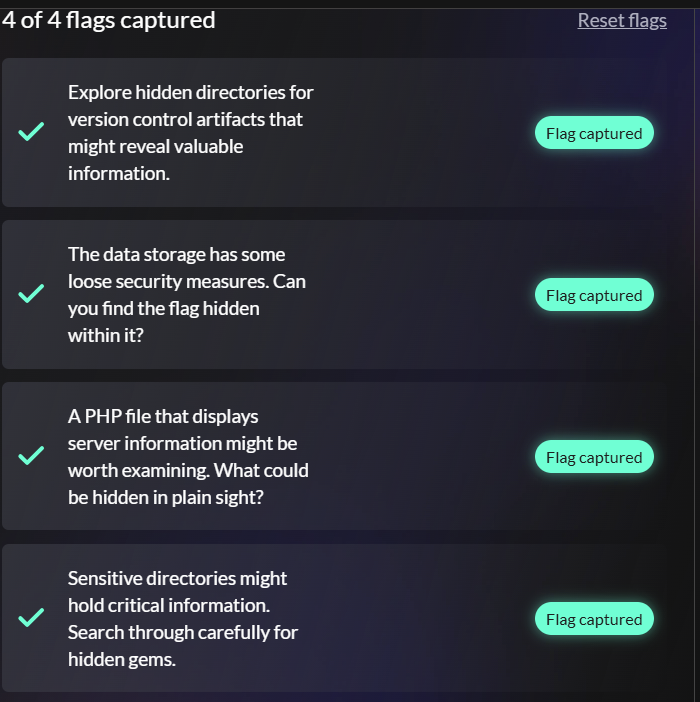 4 of 4 flags captured
Reset flags
Explore hidden directories for
version control artifacts that
might reveal valuable
information.
Flag captured
The data storage has some
loose security measures. Can
you find the flag hidden
within it?
Flag captured
A PHP file that displays
server information might be
worth examining. What could
be hidden in plain sight?
Flag captured
Sensitive directories might
hold critical information.
Search through carefully for
hidden gems.
Flag captured